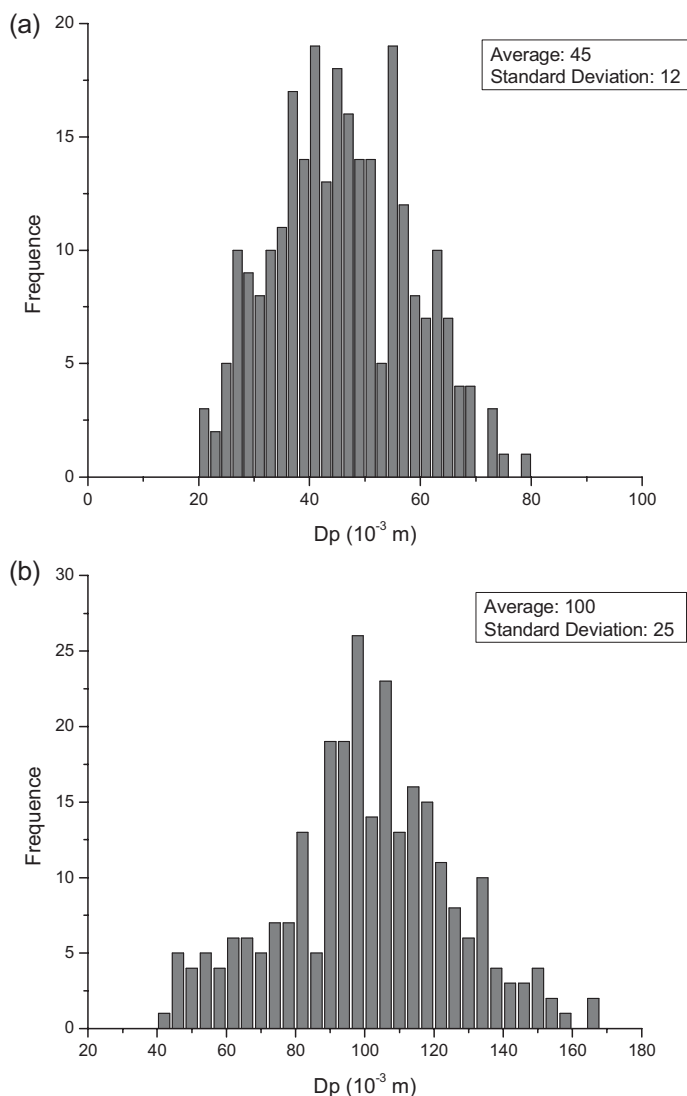 (a)
20
15
10
5
0
Frequence
Average: 45
Standard Deviation: 12
0 20 40 60 80 100
Dp (10⁻³ m)
(b)
30
25
20
15
10
5
0
Frequence
Average: 100
Standard Deviation: 25
20 40 60 80 100 120 140 160 180
Dp (10⁻³ m)